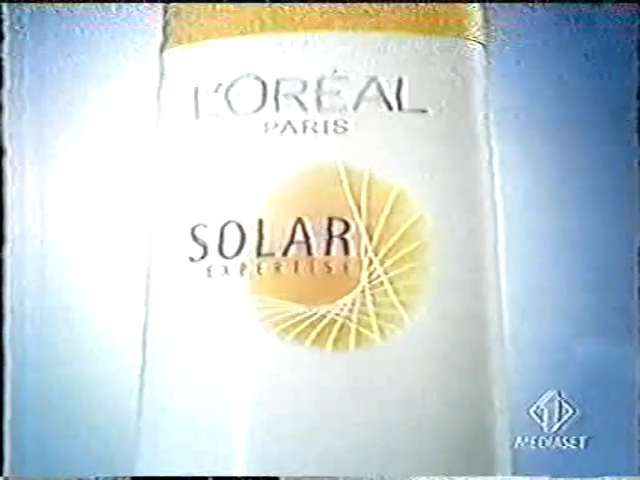 L'ORÉAL
PARIS
SOLAR
EXPERTISE
1
MEDIASET